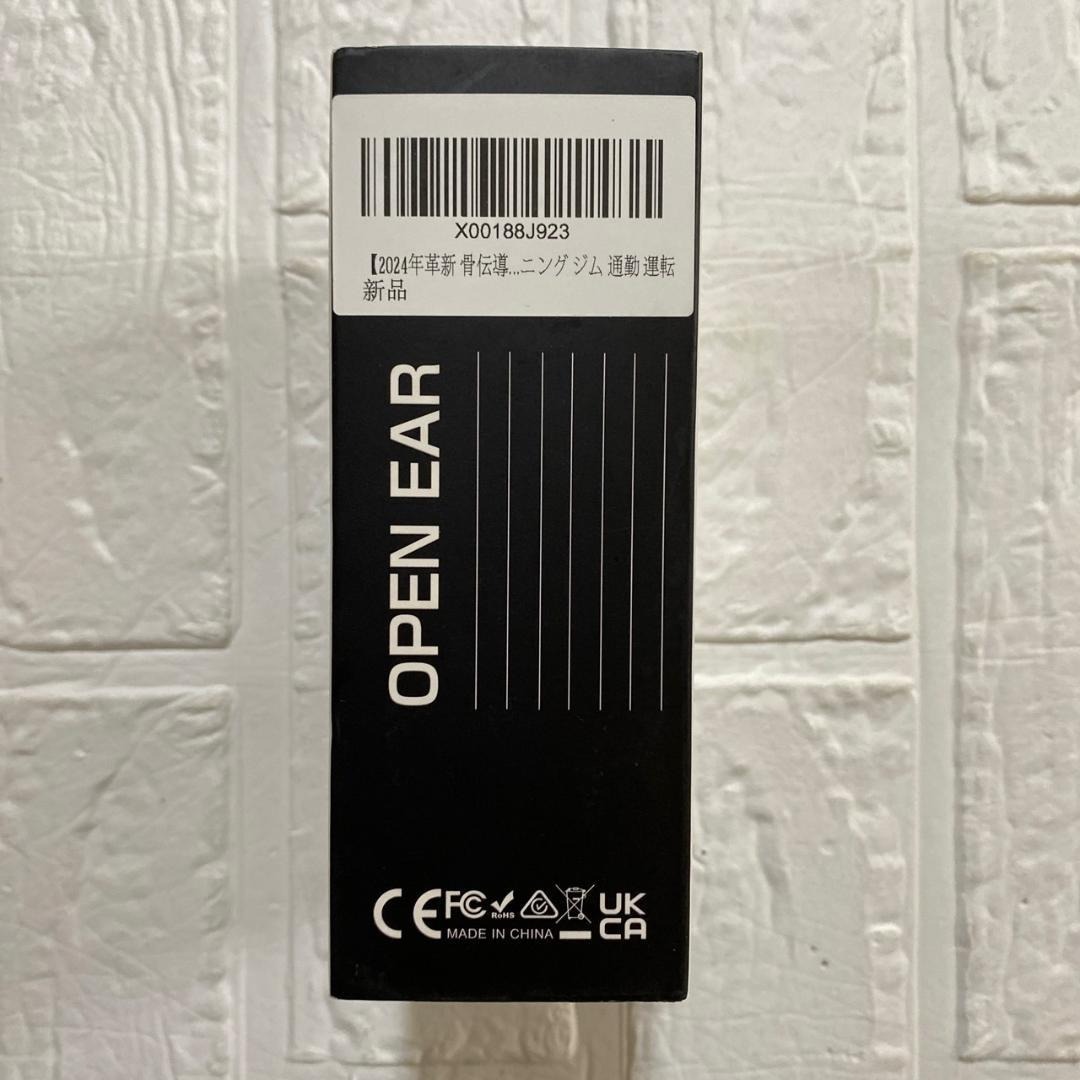 X00188J923
【2024年革新 骨伝導...ニング ジム 通勤 運転
新品
OPEN EAR
CE FC RoHS UK
CA
MADE IN CHINA